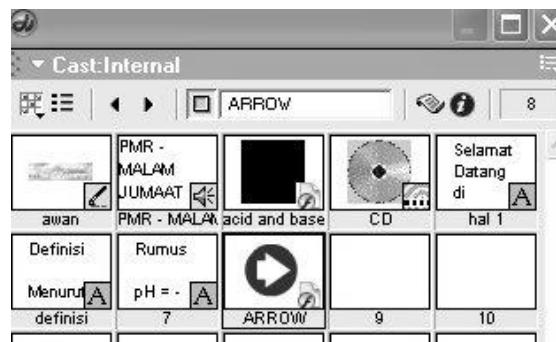 Cast:Internal
ARROW
8
PMR -
MALAM
JUMAAT
Selamat
Datang
di
A
awan
PMR - MALAM
acid and base
CD
hal 1
Definisi
Menurut
A
Rumus
pH = -
A
definisi
7
ARROW
9
10